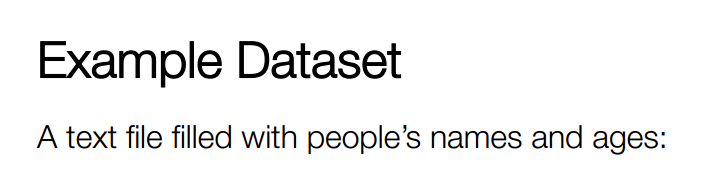 Example Dataset
A text file filled with people’s names and ages: